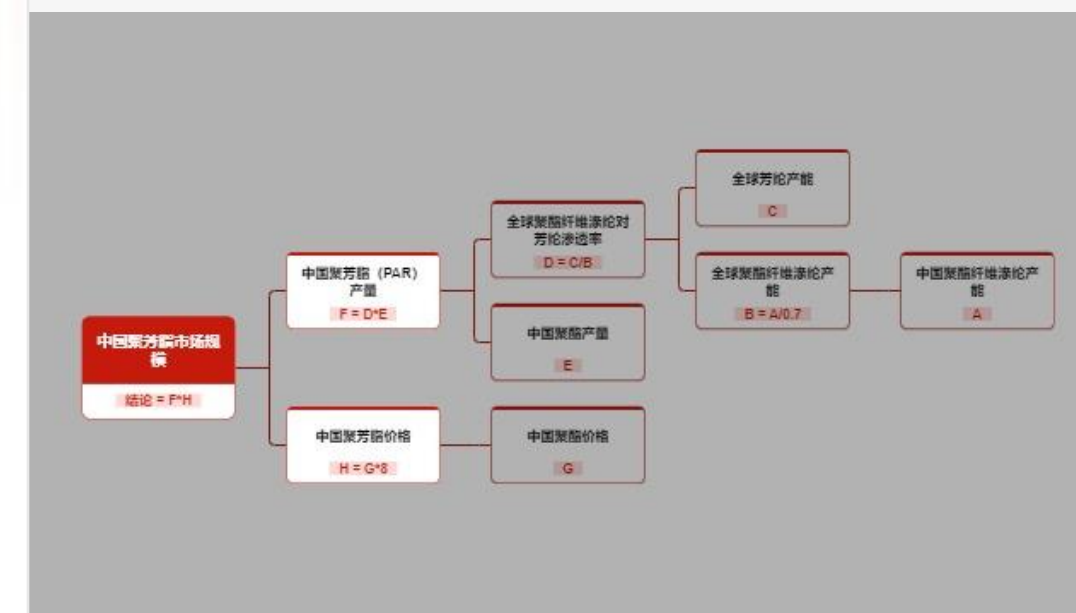 全球芳纶产能
C
全球聚酯纤维涤纶对
芳纶渗透率
D = C/B
中国聚芳酯（PAR）
产量
F = D*E
全球聚酯纤维涤纶产
能
B = A/0.7
中国聚酯纤维涤纶产
能
A
中国聚芳酯市场规
模
结论 = F*H
中国聚酯产量
E
中国聚芳酯价格
H = G*8
中国聚酯价格
G